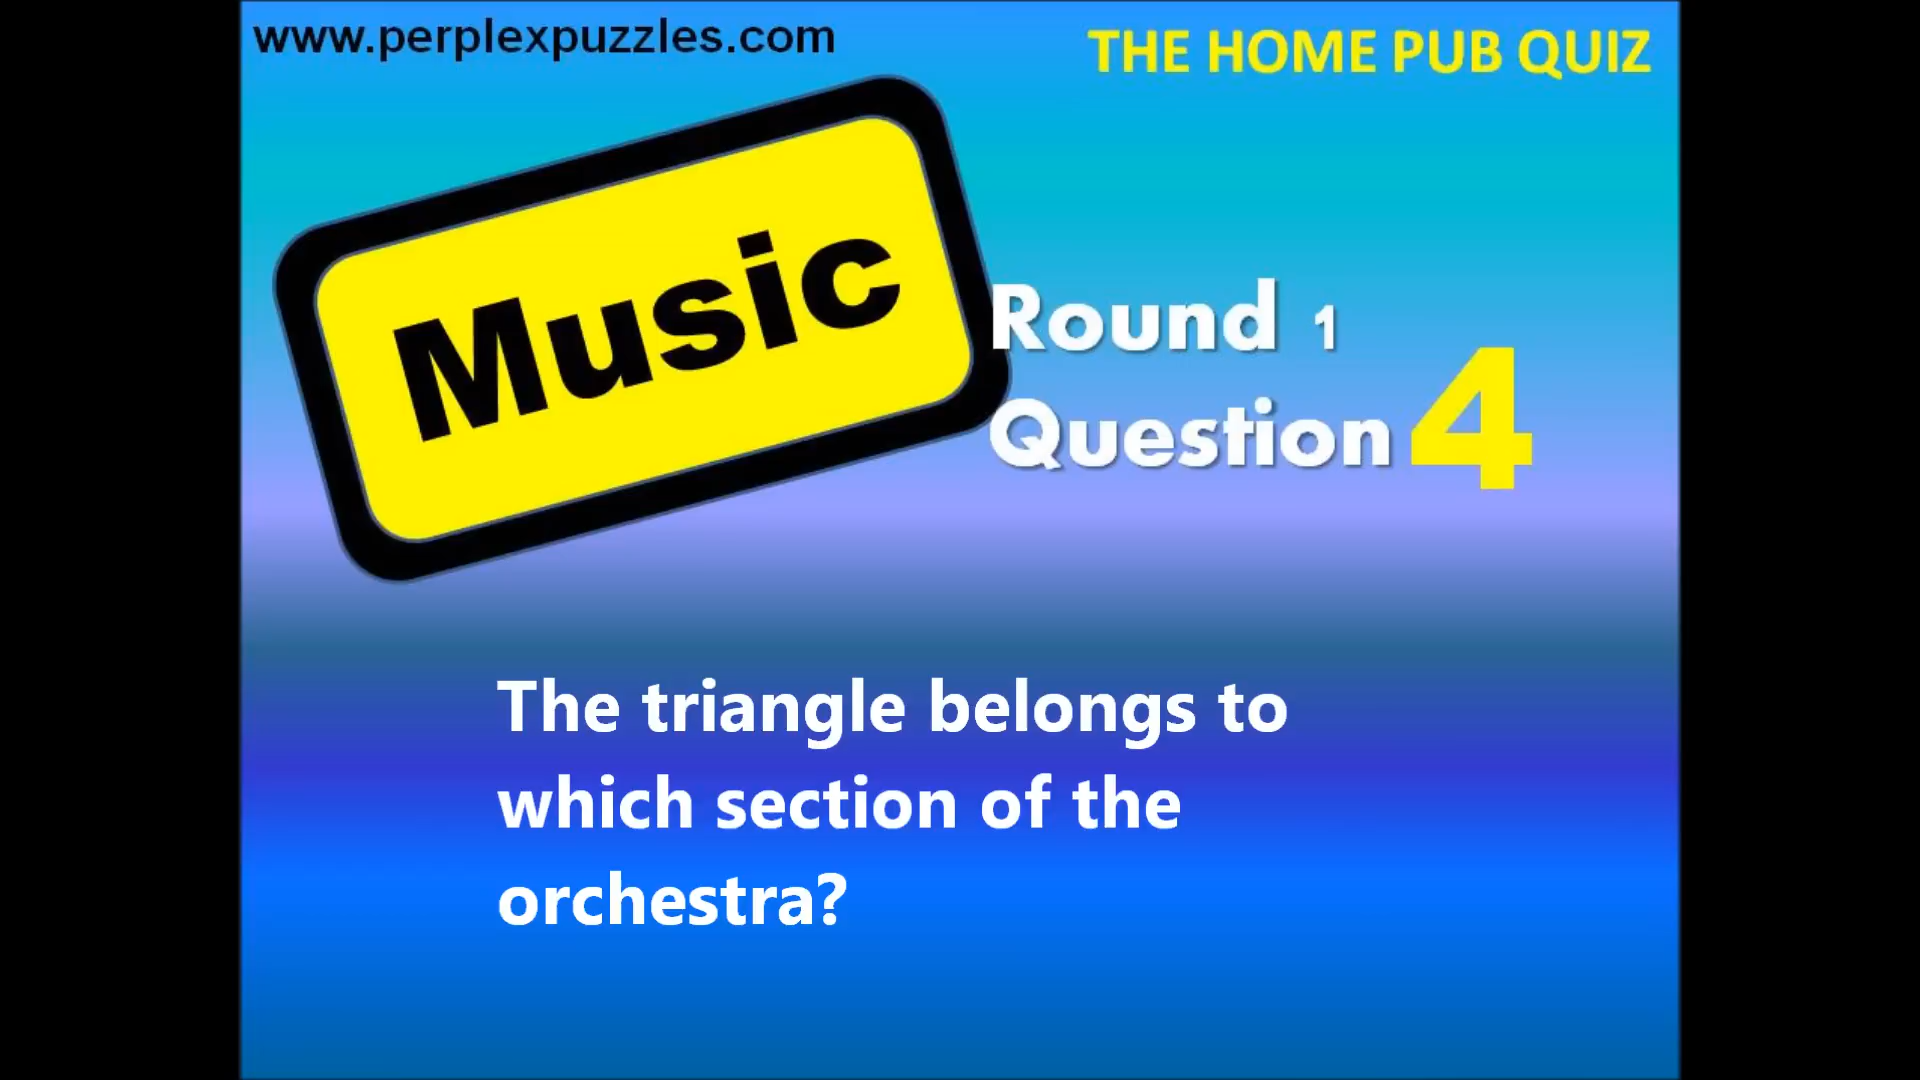 www.perplexpuzzles.com
THE HOME PUB QUIZ
Music
Round 1
Question 4
The triangle belongs to
which section of the
orchestra?